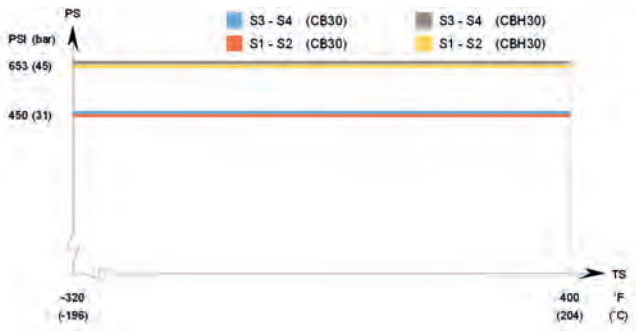 PS
PSI (bar)
S3 - S4 (CB30)
S3 - S4 (CBH30)
S1 - S2 (CB30)
S1 - S2 (CBH30)
653 (45)
450 (31)
TS
-320
400
°F
(-196)
(204)
(°C)